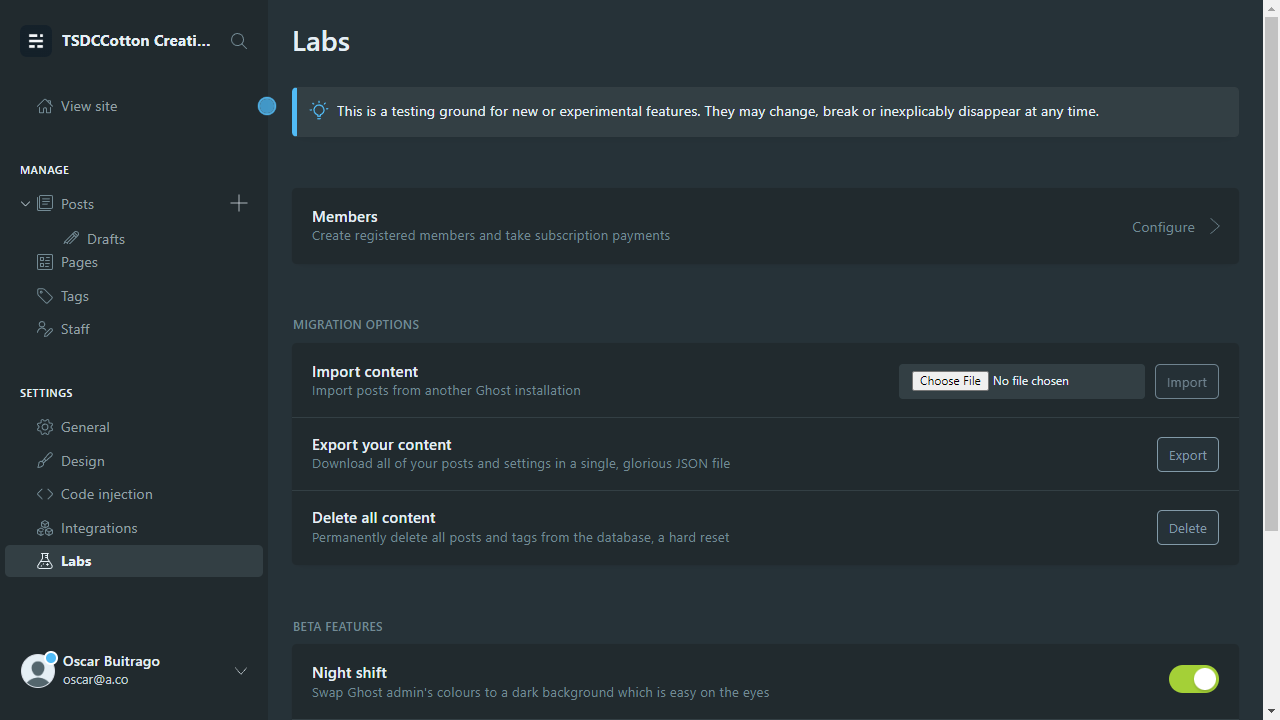 TSDCCotton Creati...
View site
MANAGE
Posts
Drafts
Pages
Tags
Staff
SETTINGS
General
Design
Code injection
Integrations
Labs
Oscar Buitrago
oscar@a.co
Labs
This is a testing ground for new or experimental features. They may change, break or inexplicably disappear at any time.
Members
Create registered members and take subscription payments
Configure
MIGRATION OPTIONS
Import content
Import posts from another Ghost installation
Choose File No file chosen
Import
Export your content
Download all of your posts and settings in a single, glorious JSON file
Export
Delete all content
Permanently delete all posts and tags from the database, a hard reset
Delete
BETA FEATURES
Night shift
Swap Ghost admin's colours to a dark background which is easy on the eyes